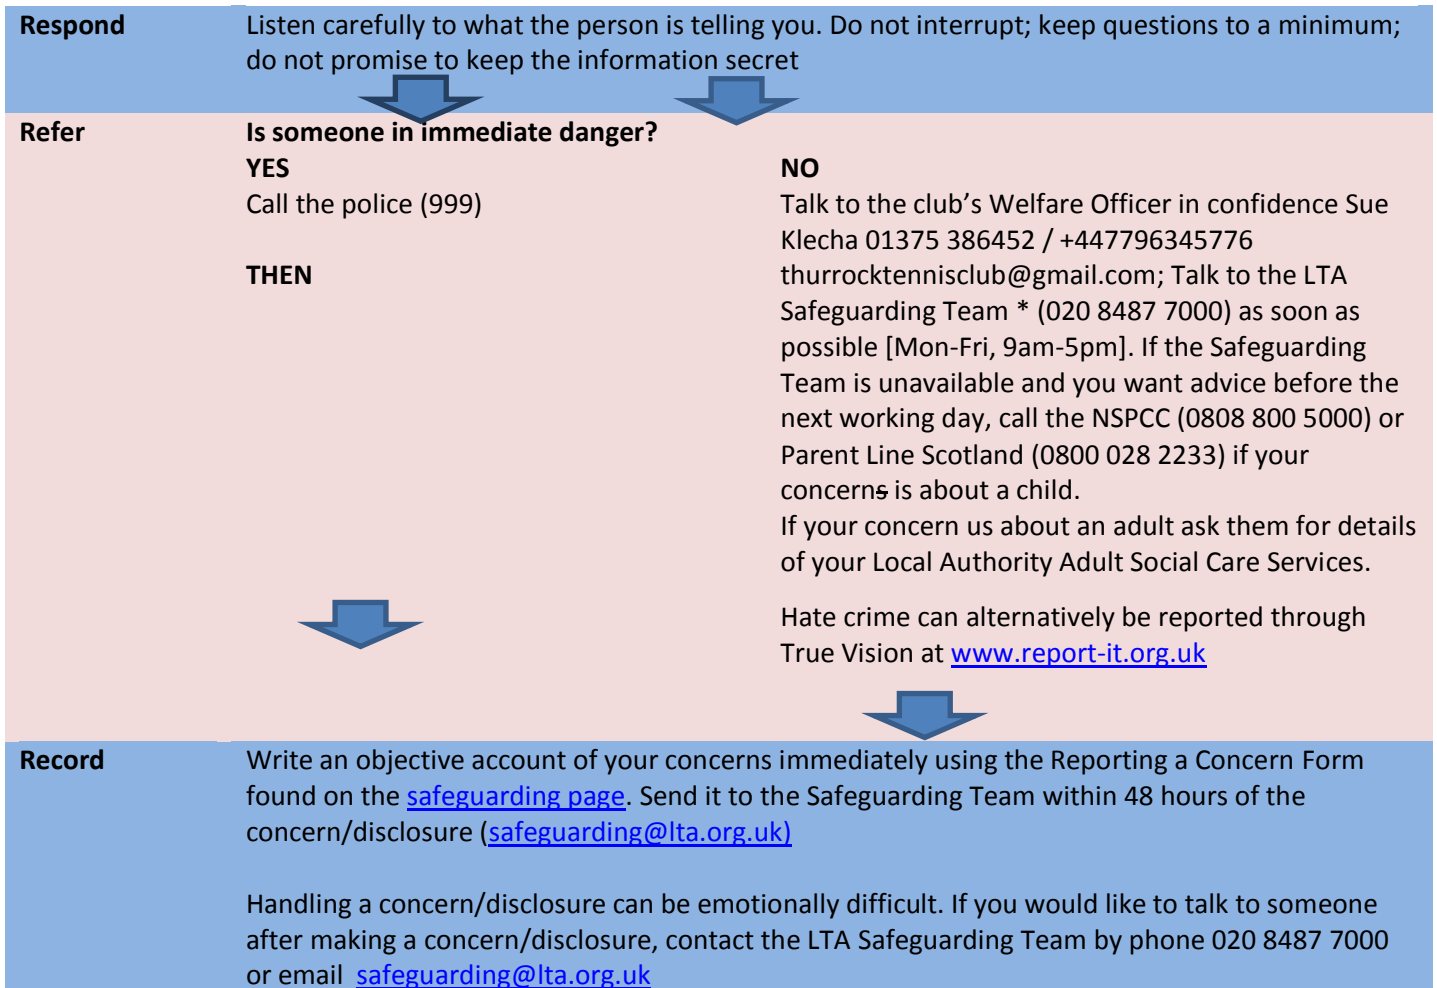 Respond
Listen carefully to what the person is telling you. Do not interrupt; keep questions to a minimum;
do not promise to keep the information secret
Refer
Is someone in immediate danger?
YES
Call the police (999)
THEN
NO
Talk to the club’s Welfare Officer in confidence Sue
Klecha 01375 386452 / +447796345776
thurrocktennisclub@gmail.com; Talk to the LTA
Safeguarding Team * (020 8487 7000) as soon as
possible [Mon-Fri, 9am-5pm]. If the Safeguarding
Team is unavailable and you want advice before the
next working day, call the NSPCC (0808 800 5000) or
Parent Line Scotland (0800 028 2233) if your
concerns is about a child.
If your concern us about an adult ask them for details
of your Local Authority Adult Social Care Services.
Hate crime can alternatively be reported through
True Vision at www.report-it.org.uk
Record
Write an objective account of your concerns immediately using the Reporting a Concern Form
found on the safeguarding page. Send it to the Safeguarding Team within 48 hours of the
concern/disclosure (safeguarding@lta.org.uk)
Handling a concern/disclosure can be emotionally difficult. If you would like to talk to someone
after making a concern/disclosure, contact the LTA Safeguarding Team by phone 020 8487 7000
or email safeguarding@lta.org.uk